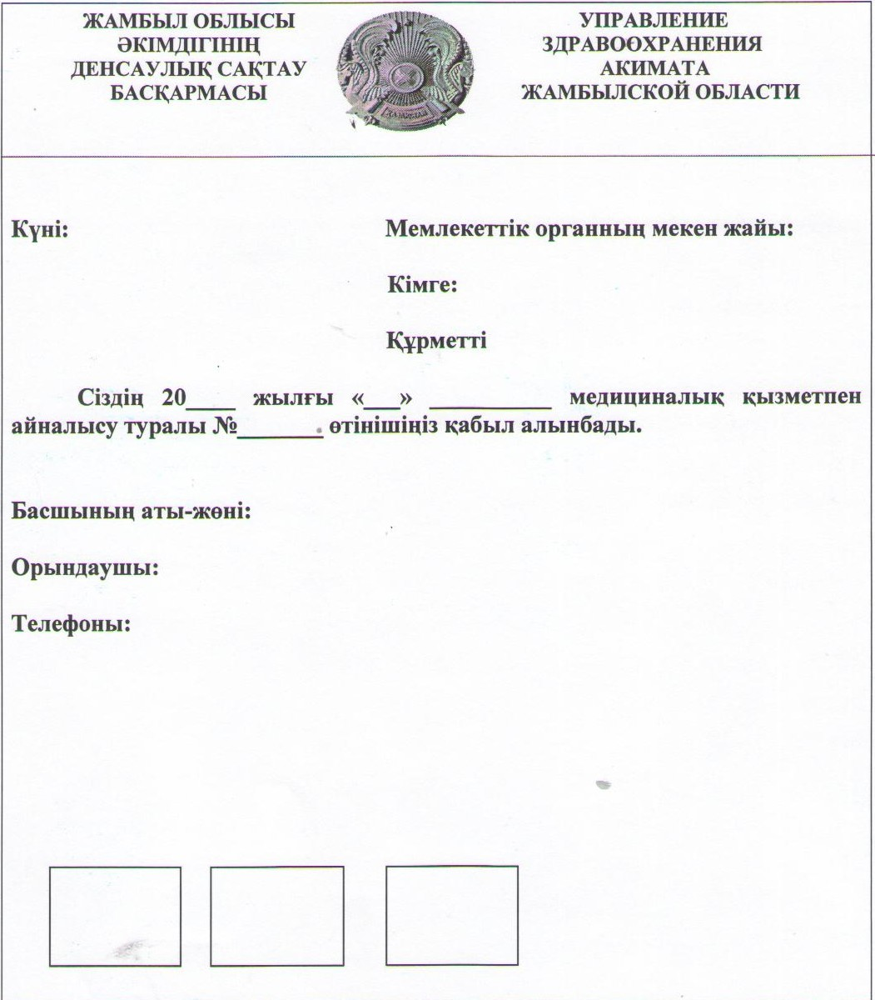 ЖАМБЫЛ ОБЛЫСЫ
ӘКІМДІГІНІҢ
ДЕНСАУЛЫҚ САҚТАУ
БАСҚАРМАСЫ
УПРАВЛЕНИЕ
ЗДРАВООХРАНЕНИЯ
АКИМАТА
ЖАМБЫЛСКОЙ ОБЛАСТИ
Күні: Мемлекеттік органның мекен жайы:
Кімге:
Құрметті
Сіздің 20____ жылғы «___» __________ медициналық қызметпен
айналысу туралы №_______ өтінішіңіз қабыл алынбады.
Басшының аты-жөні:
Орындаушы:
Телефоны: